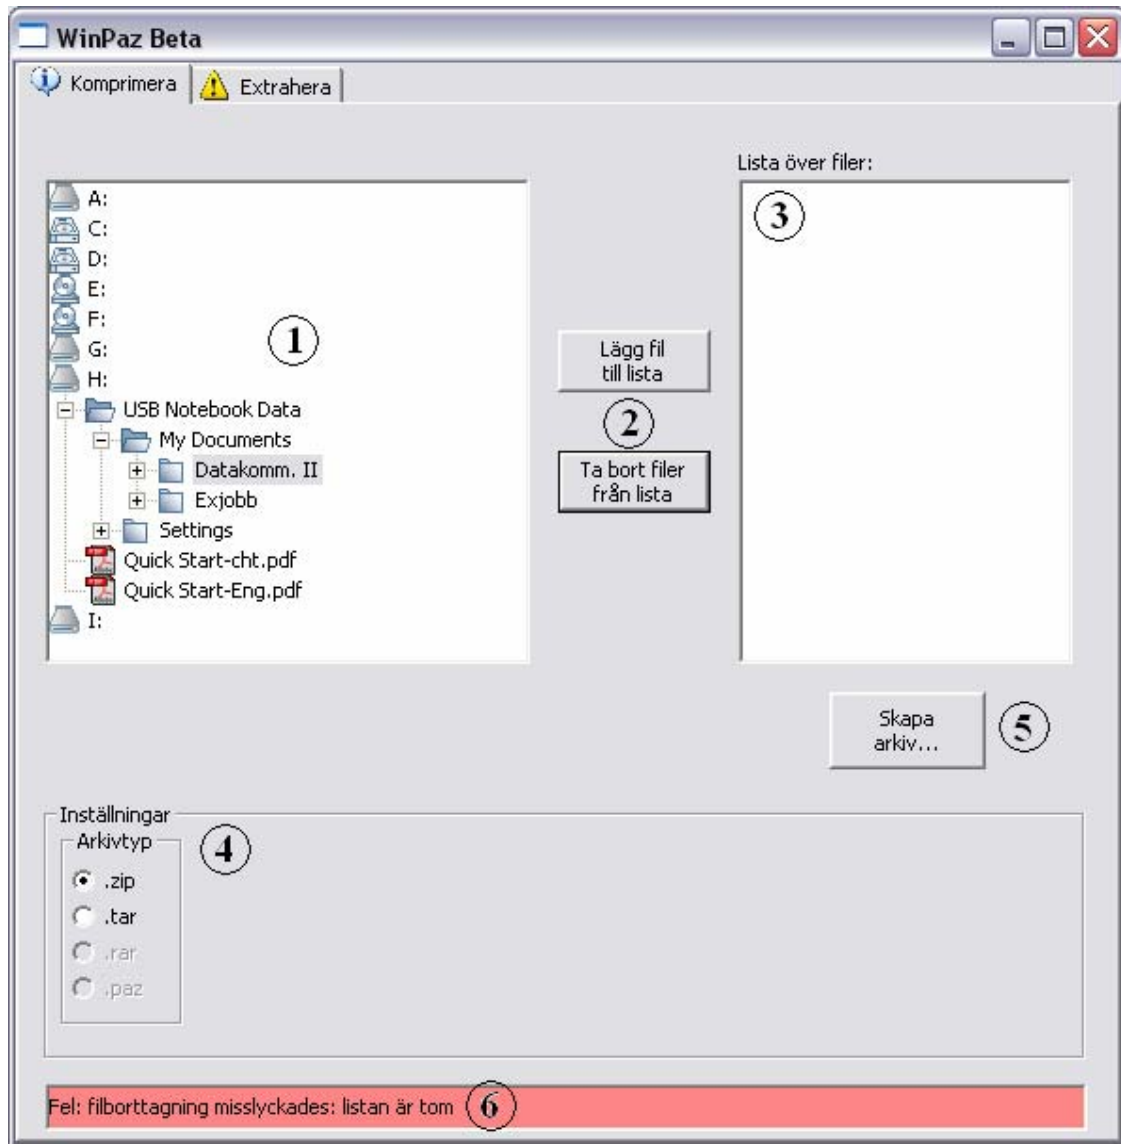 WinPaz Beta
Komprimera
Extrahera
Lista över filer:
A:
C:
D:
E:
F:
G:
H:
USB Notebook Data
My Documents
Datakomm. II
Exjobb
Settings
Quick Start-cht.pdf
Quick Start-Eng.pdf
I:
1
Lägg fil
till lista
2
Ta bort filer
från lista
3
Skapa
arkiv...
5
Inställningar
Arkivtyp
4
.zip
.tar
.rar
.paz
Fel: filborttagning misslyckades: listan är tom
6